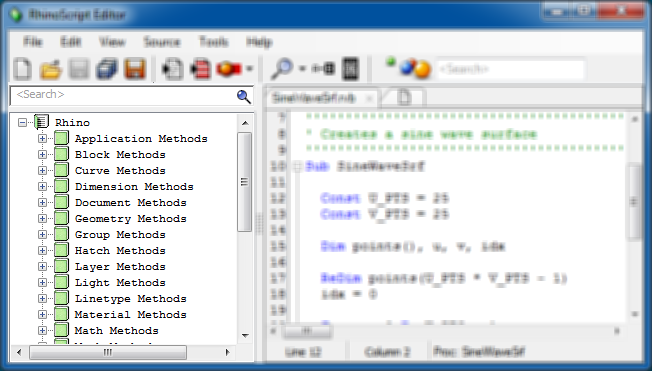 RhinoScript Editor
File Edit View Source Tools Help
<Search>
<Search>
SineWaveSrf.rvb
Rhino
Application Methods
Block Methods
Curve Methods
Dimension Methods
Document Methods
Geometry Methods
Group Methods
Hatch Methods
Layer Methods
Light Methods
Linetype Methods
Material Methods
Math Methods
7
8 ' Creates a sine wave surface
9
10 Sub SineWaveSrf
11
12 Const U_PTS = 25
13 Const V_PTS = 25
14
15 Dim points(), u, v, idx
16
17 ReDim points(U_PTS * V_PTS - 1)
18 idx = 0
Line 12 Column 2 Proc: SineWaveSrf